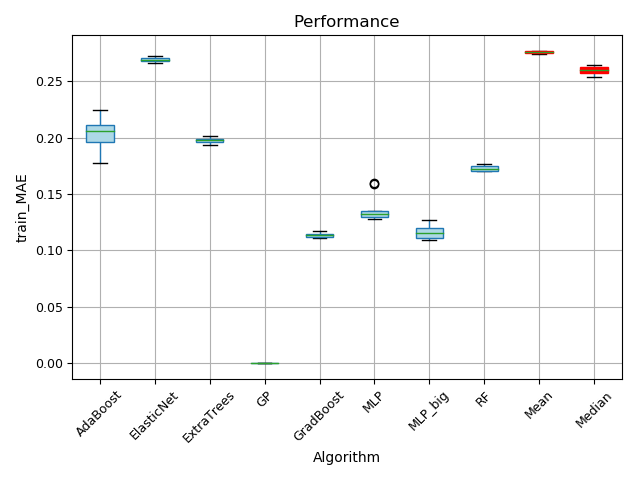 Performance
train_MAE
0.25
0.20
0.15
0.10
0.05
0.00
AdaBoost
ElasticNet
ExtraTrees
GP
GradBoost
MLP
MLP_big
RF
Mean
Median
Algorithm